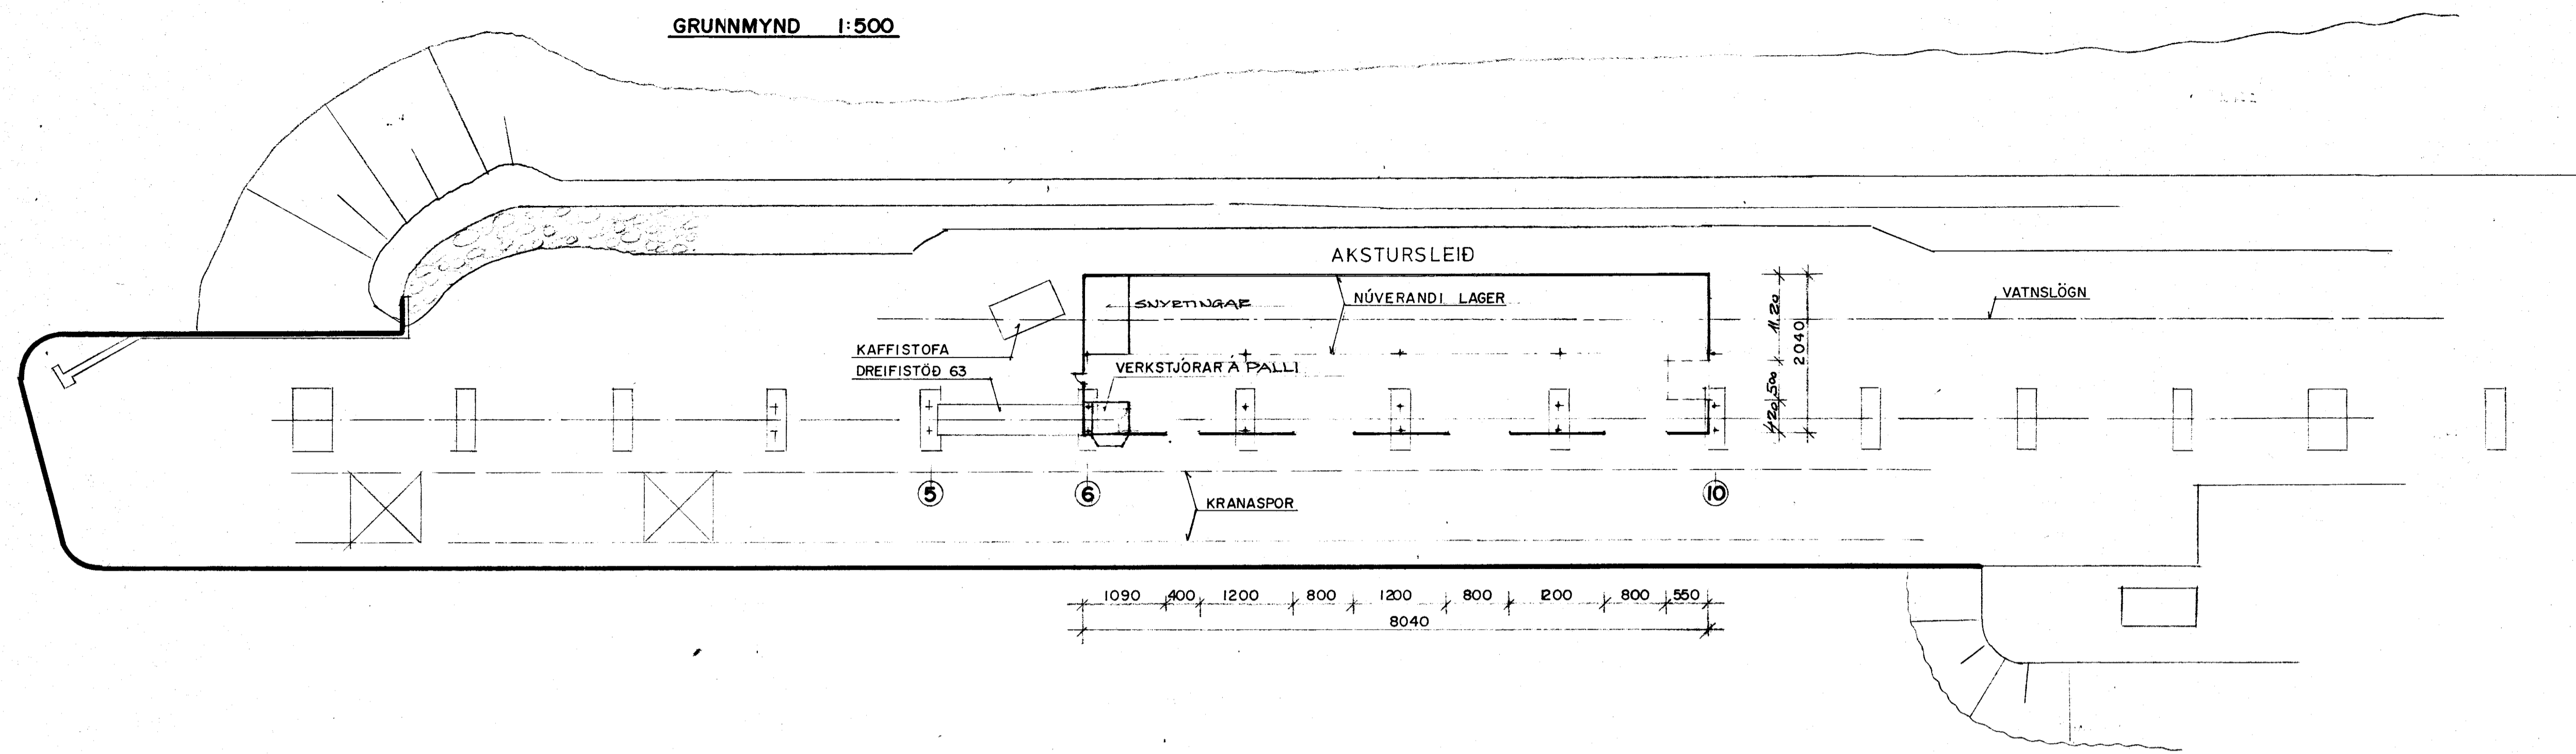 GRUNNMYND 1:500
AKSTURSLEIÐ
SNYRTINGAR
NÚVERANDI LAGER
VATNSLÖGN
11.20
2040
500
420
KAFFISTOFA
DREIFISTÖÐ 63
VERKSTJÓRAR Á PALLI
5
6
10
KRANASPOR
1090 400 1200 800 1200 800 1200 800 550
8040